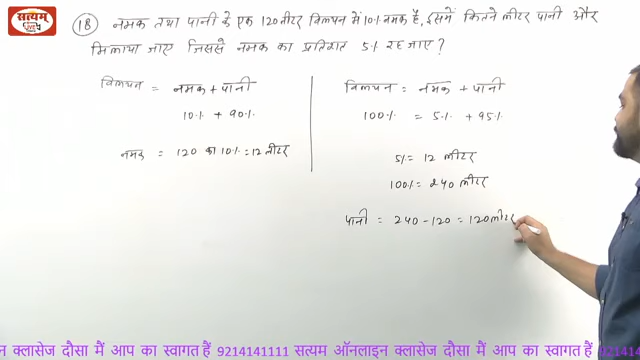 सत्यम
(18) नमक तथा पानी के एक 120 लीटर विलयन में 10% नमक है, इसमें कितने लीटर पानी और
मिलाया जाए जिससे नमक का प्रतिशत 5% रह जाए?
विलयन = नमक + पानी
10% + 90%
नमक = 120 का 10% = 12 लीटर
विलयन = नमक + पानी
100% = 5% + 95%
5% = 12 लीटर
100% = 240 लीटर
पानी = 240 - 120 = 120 लीटर
इन क्लासेज दौसा मैं आप का स्वागत हैं 9214141111 सत्यम ऑनलाइन क्लासेज दौसा मैं आप का स्वागत हैं 92141411